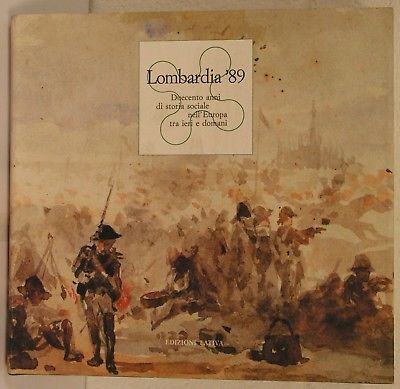 Lombardia '89
Duecento anni
di storia sociale
nell'Europa
tra ieri e domani
EDIZIONI LATIVA